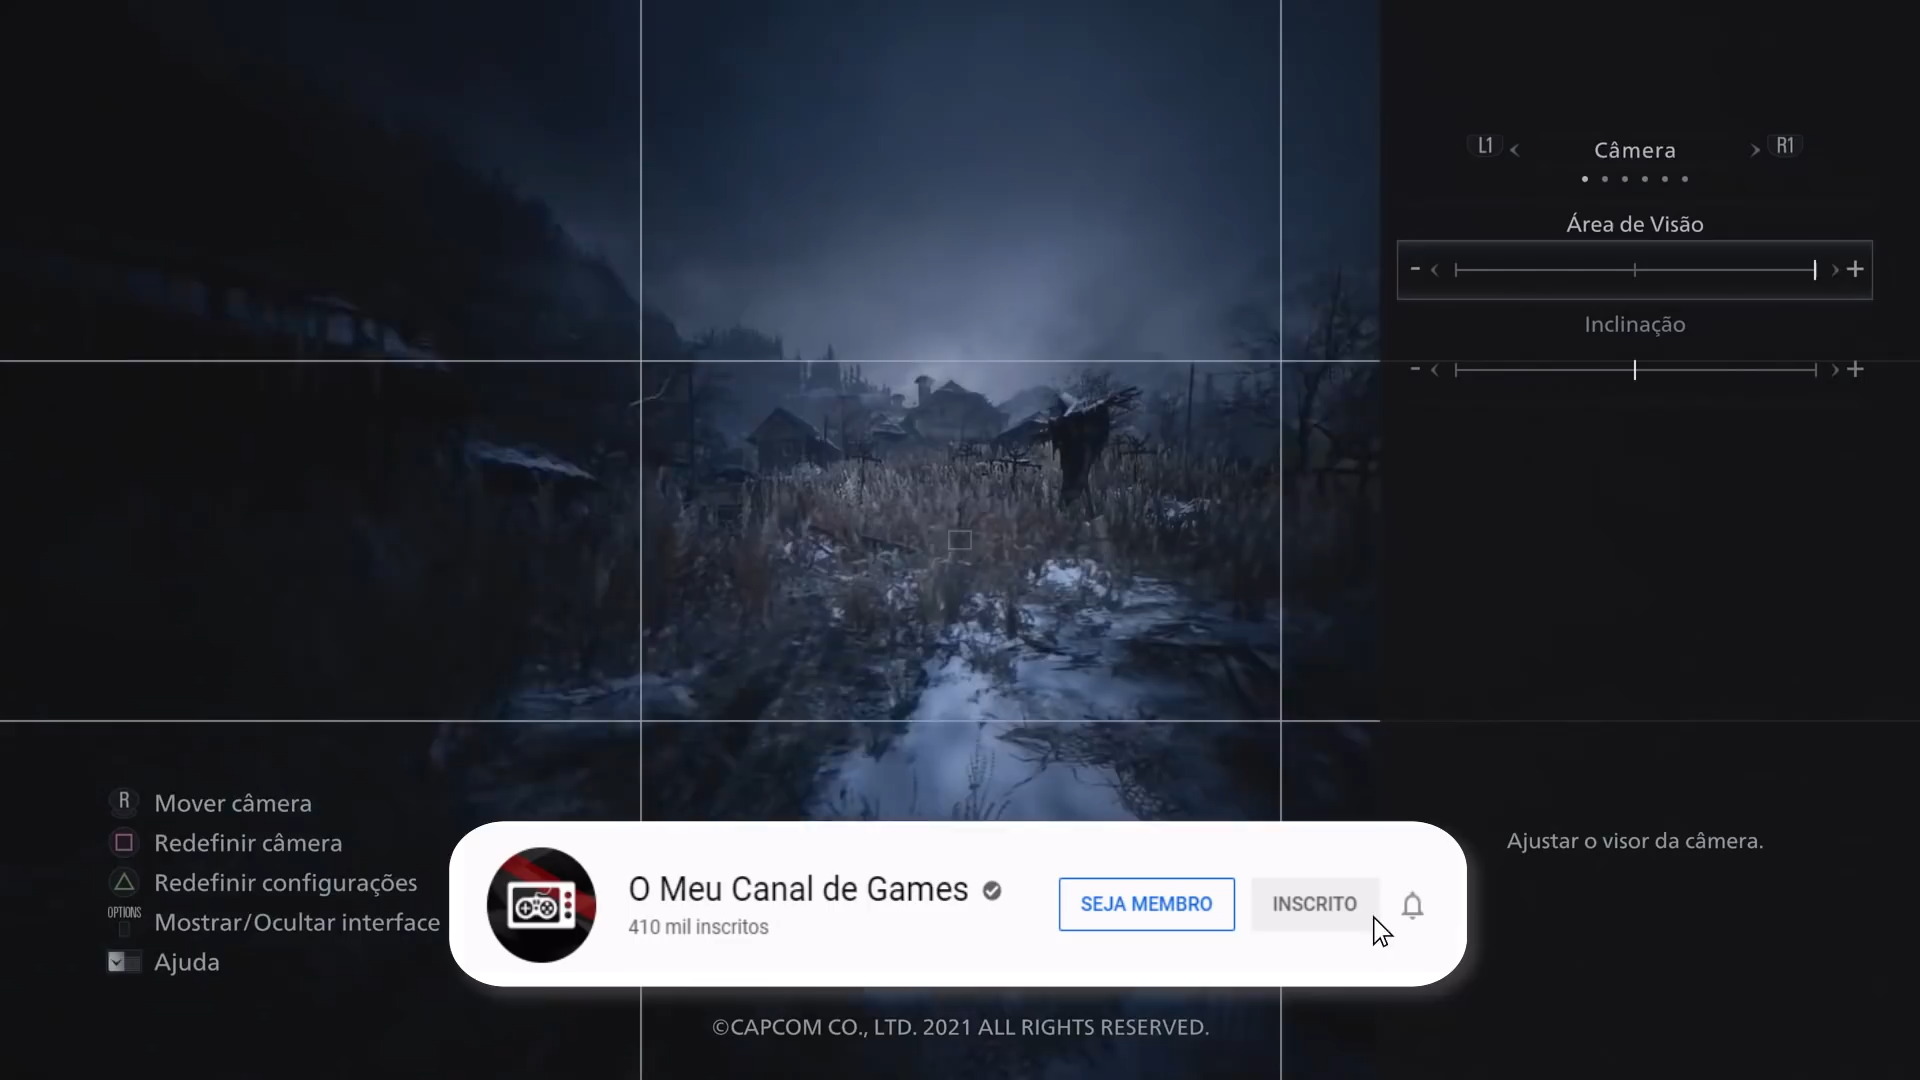 L1
Câmera
R1
Área de Visão
Inclinação
R Mover câmera
Redefinir câmera
Redefinir configurações
OPTIONS Mostrar/Ocultar interface
Ajuda
O Meu Canal de Games
410 mil inscritos
SEJA MEMBRO
INSCRITO
Ajustar o visor da câmera.
©CAPCOM CO., LTD. 2021 ALL RIGHTS RESERVED.